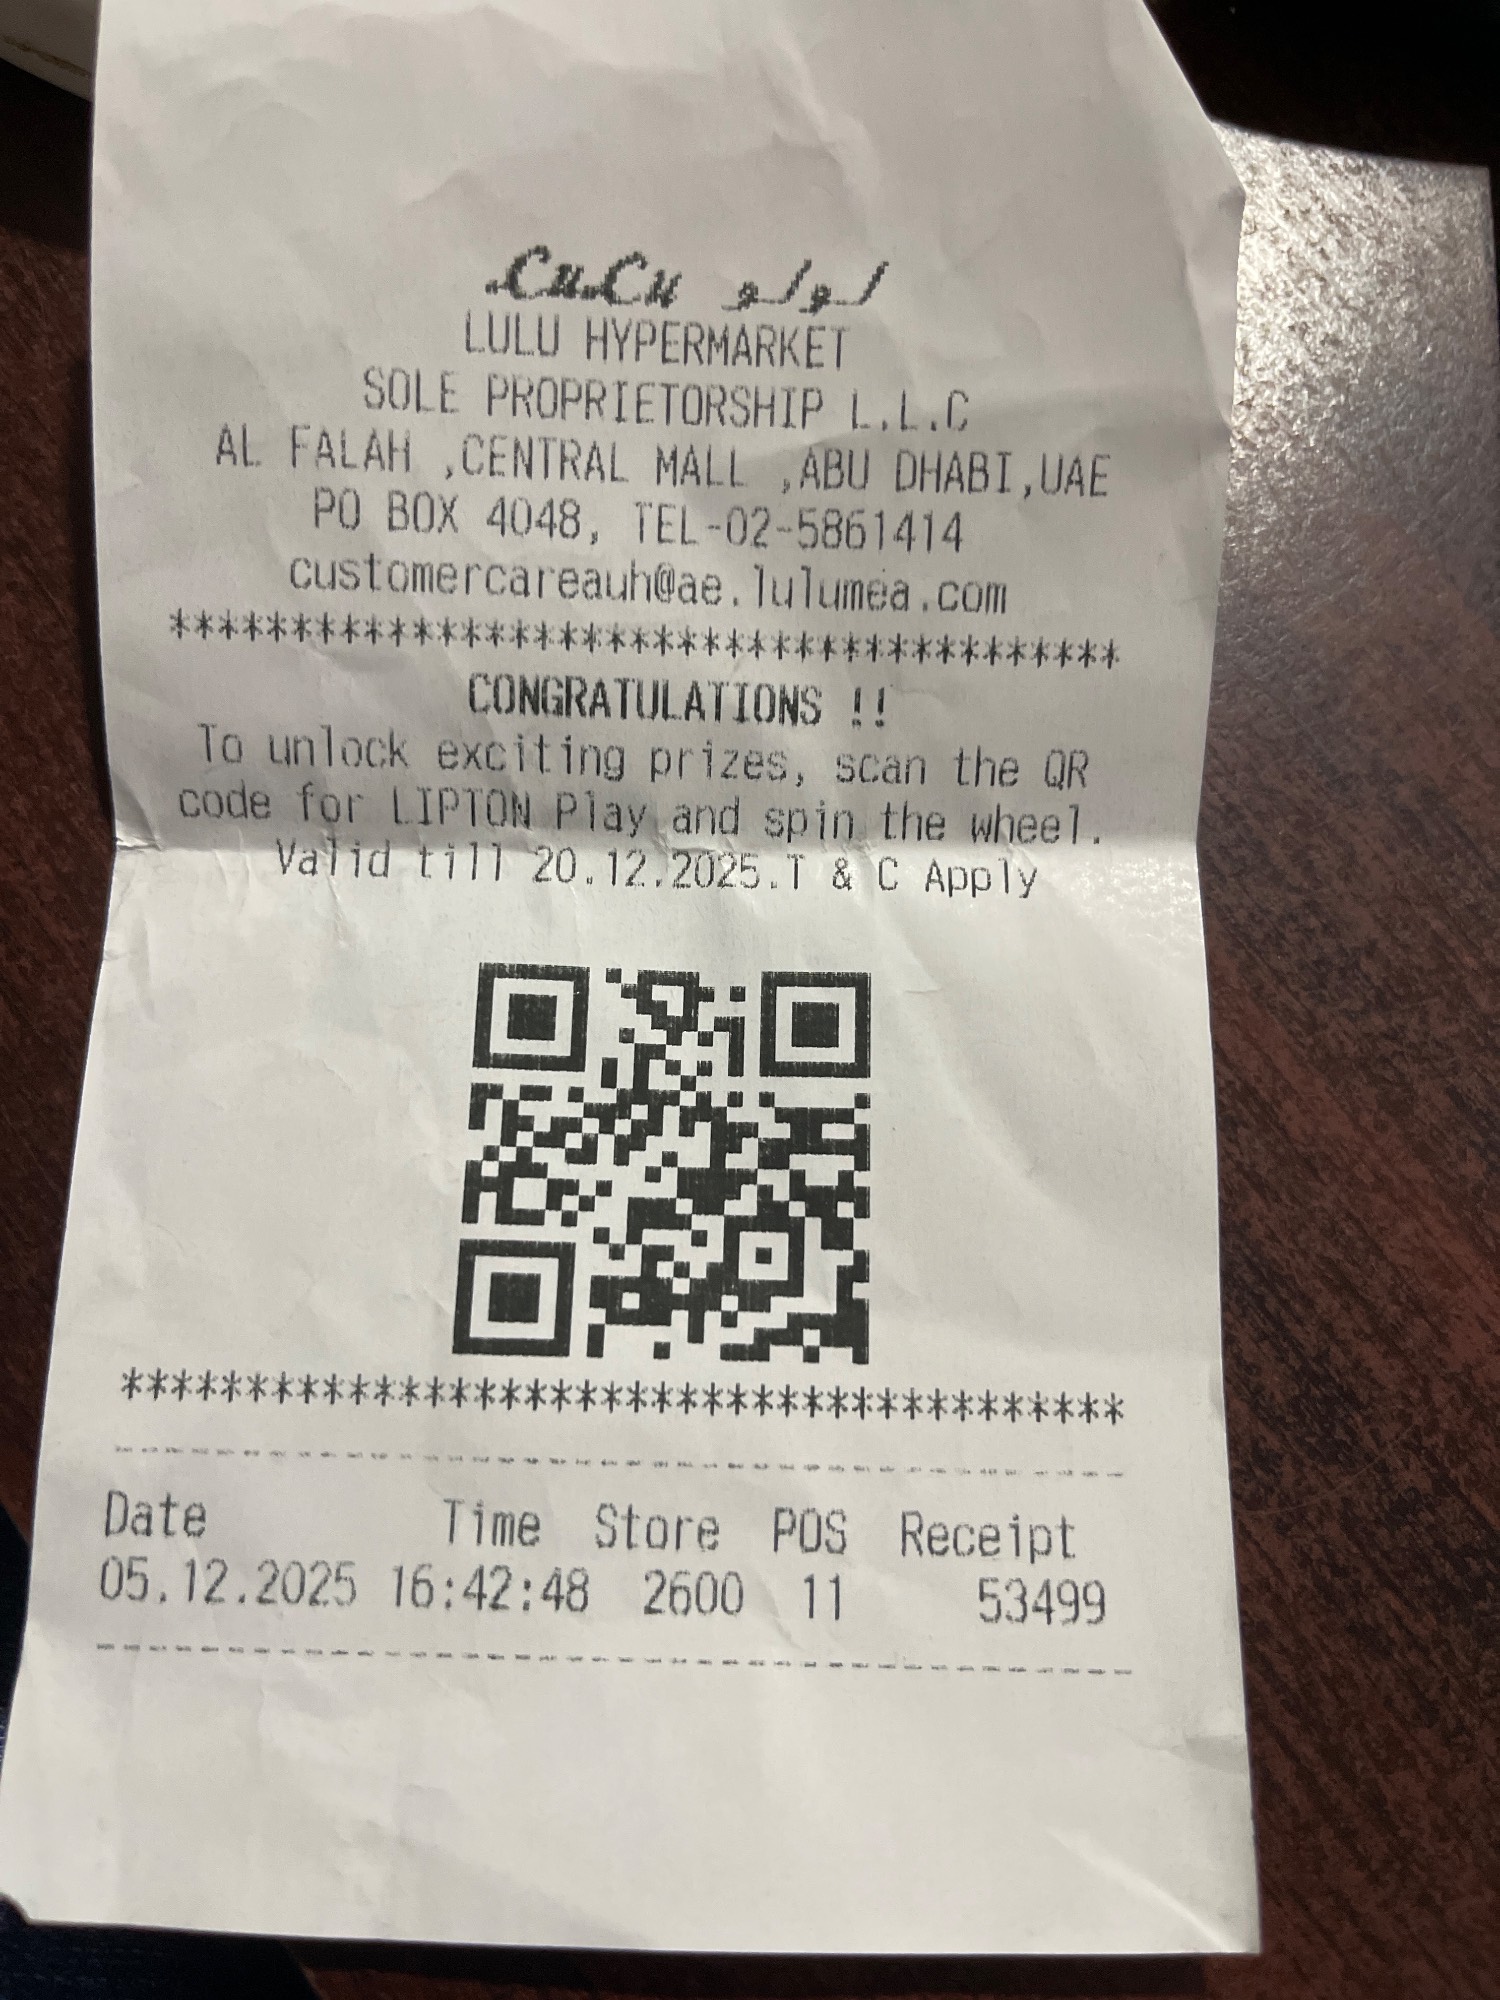 LuLu لولو
LULU HYPERMARKET
SOLE PROPRIETORSHIP L.L.C
AL FALAH ,CENTRAL MALL ,ABU DHABI,UAE
PO BOX 4048, TEL-02-5861414
customercareauh@ae.lulumea.com
***************************************
CONGRATULATIONS !!
To unlock exciting prizes, scan the QR
code for LIPTON Play and spin the wheel.
Valid till 20.12.2025.T & C Apply
****************************************
----------------------------------------
Date Time Store POS Receipt
05.12.2025 16:42:48 2600 11 53499
----------------------------------------